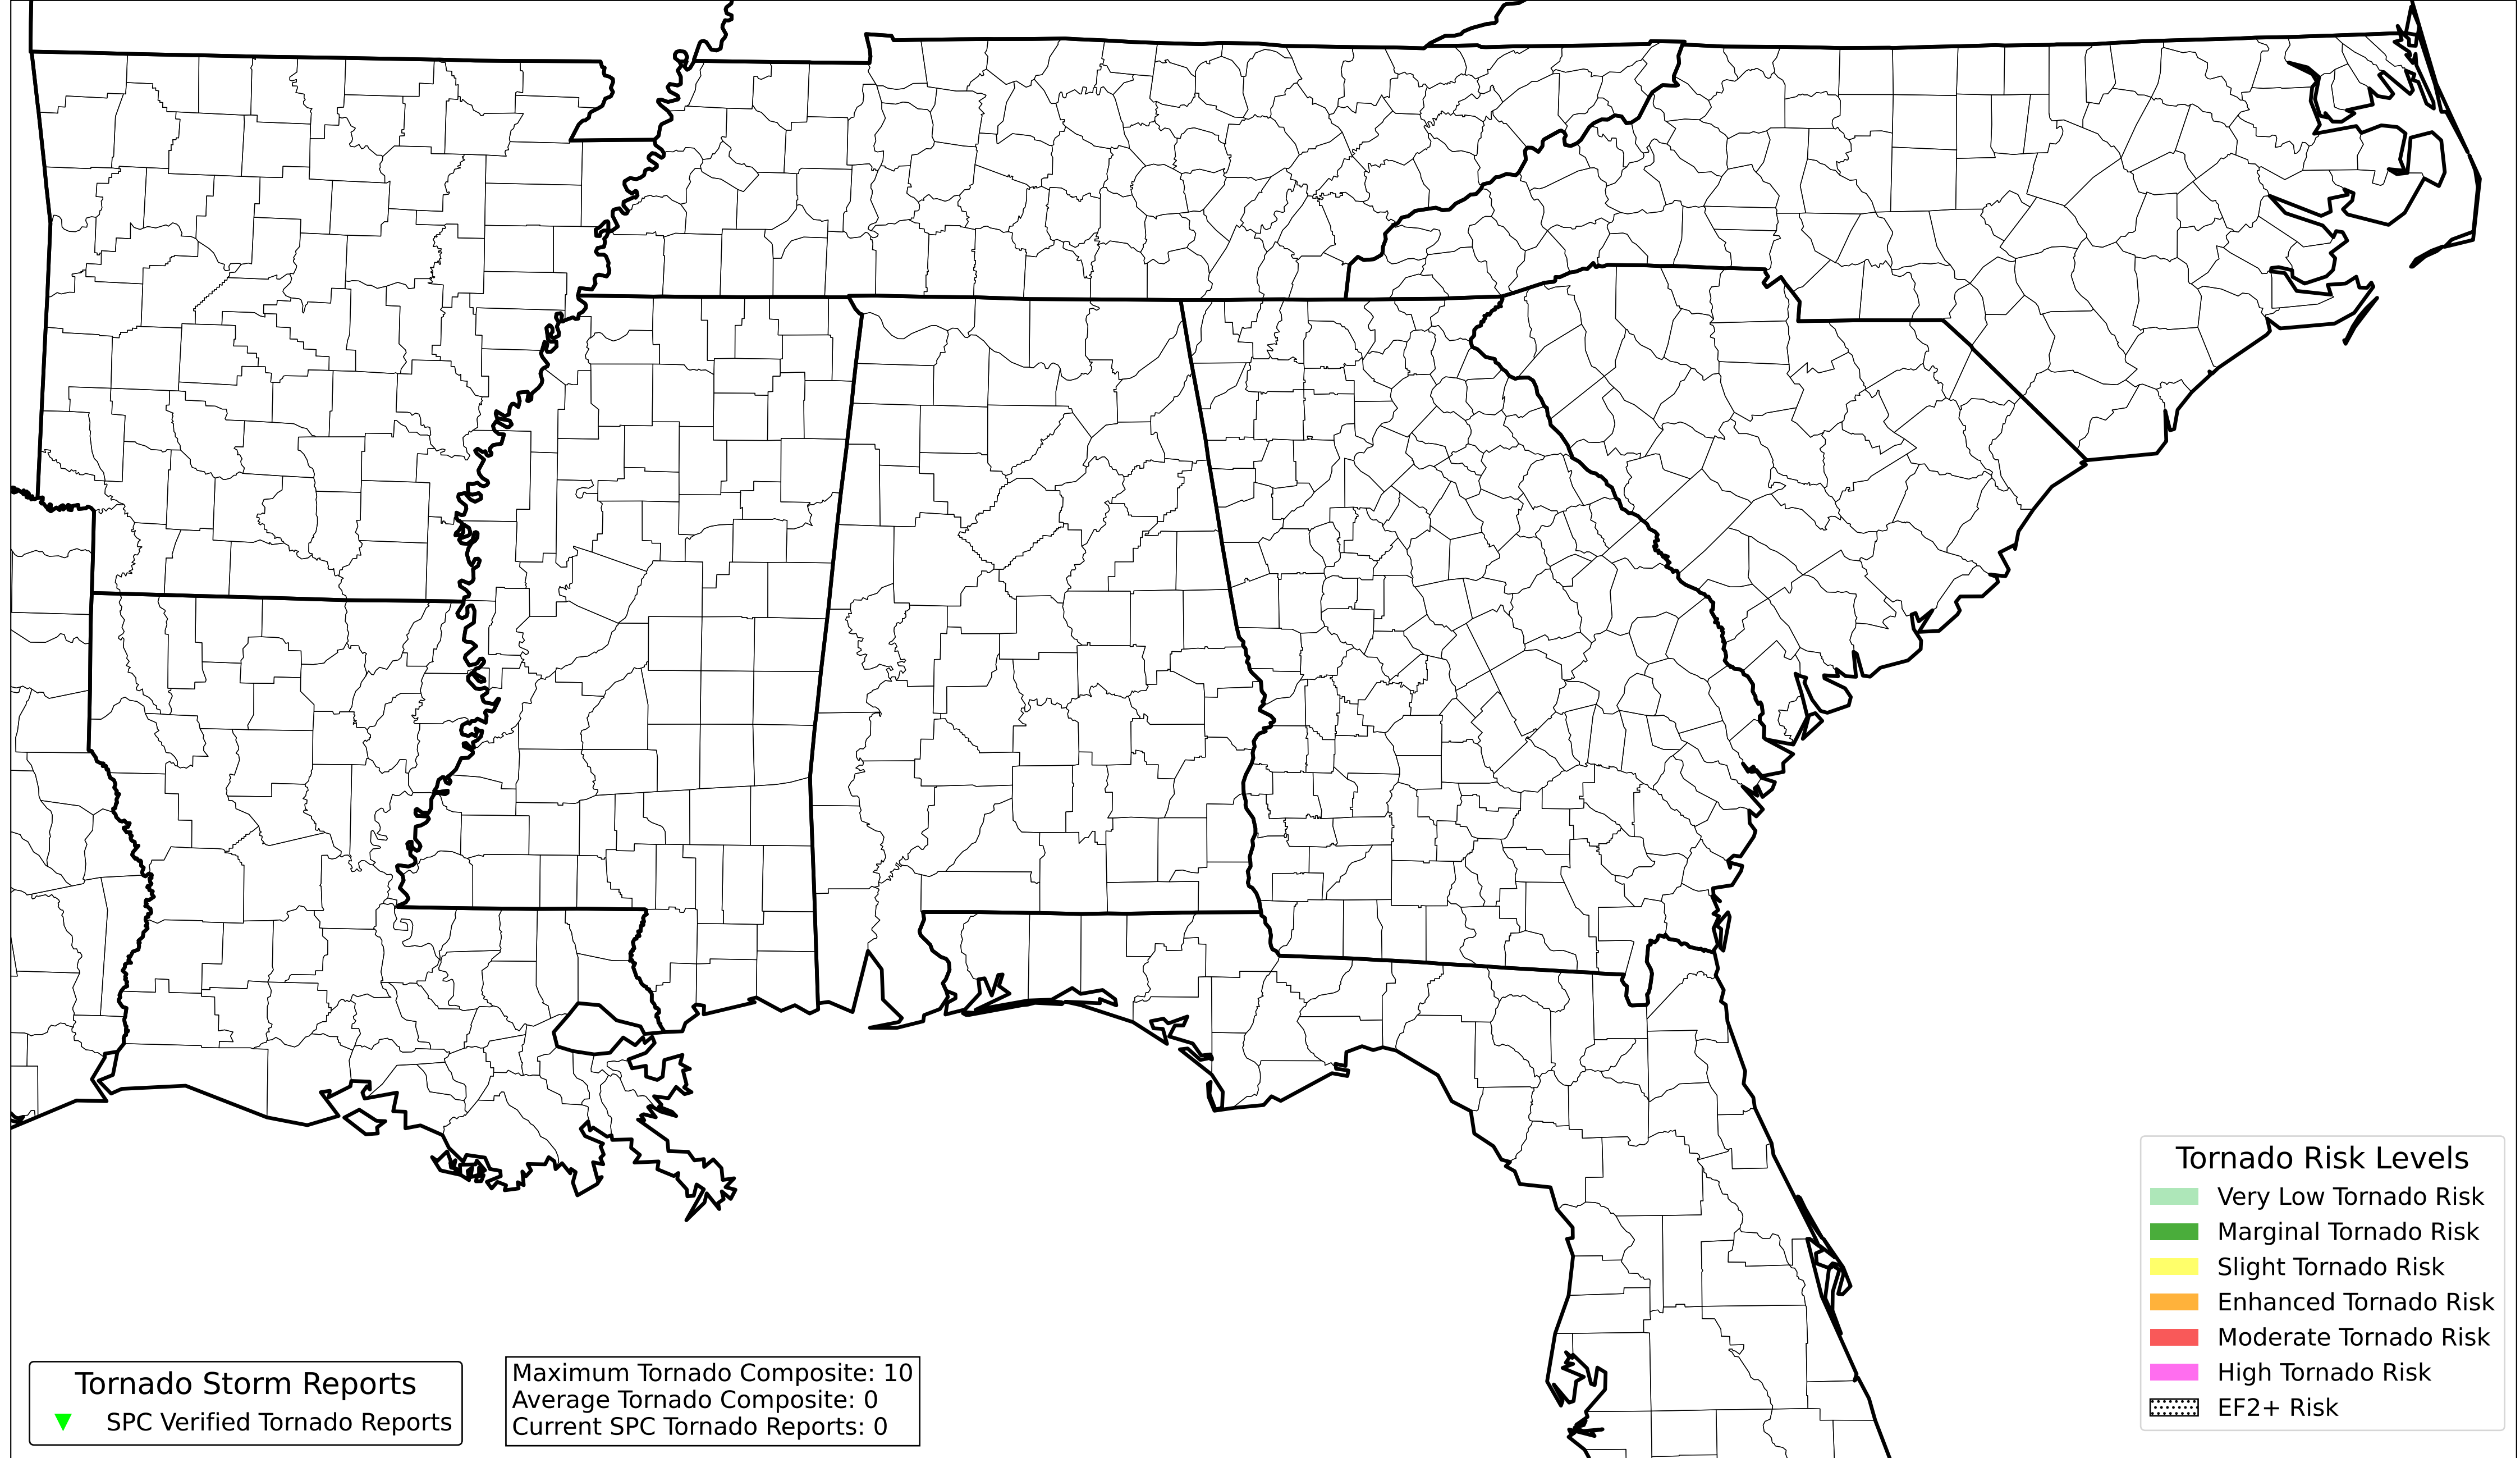 Tornado Risk Levels
Very Low Tornado Risk
Marginal Tornado Risk
Slight Tornado Risk
Enhanced Tornado Risk
Moderate Tornado Risk
High Tornado Risk
EF2+ Risk
Tornado Storm Reports
SPC Verified Tornado Reports
Maximum Tornado Composite: 10
Average Tornado Composite: 0
Current SPC Tornado Reports: 0